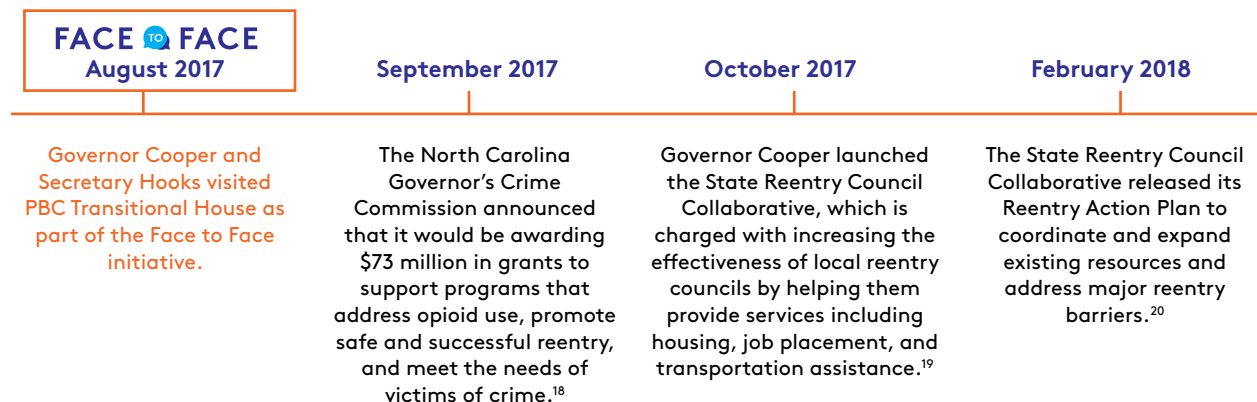 FACE TO FACE
August 2017
Governor Cooper and
Secretary Hooks visited
PBC Transitional House as
part of the Face to Face
initiative.
September 2017
The North Carolina
Governor’s Crime
Commission announced
that it would be awarding
$73 million in grants to
support programs that
address opioid use, promote
safe and successful reentry,
and meet the needs of
victims of crime.18
October 2017
Governor Cooper launched
the State Reentry Council
Collaborative, which is
charged with increasing the
effectiveness of local reentry
councils by helping them
provide services including
housing, job placement, and
transportation assistance.19
February 2018
The State Reentry Council
Collaborative released its
Reentry Action Plan to
coordinate and expand
existing resources and
address major reentry
barriers.20